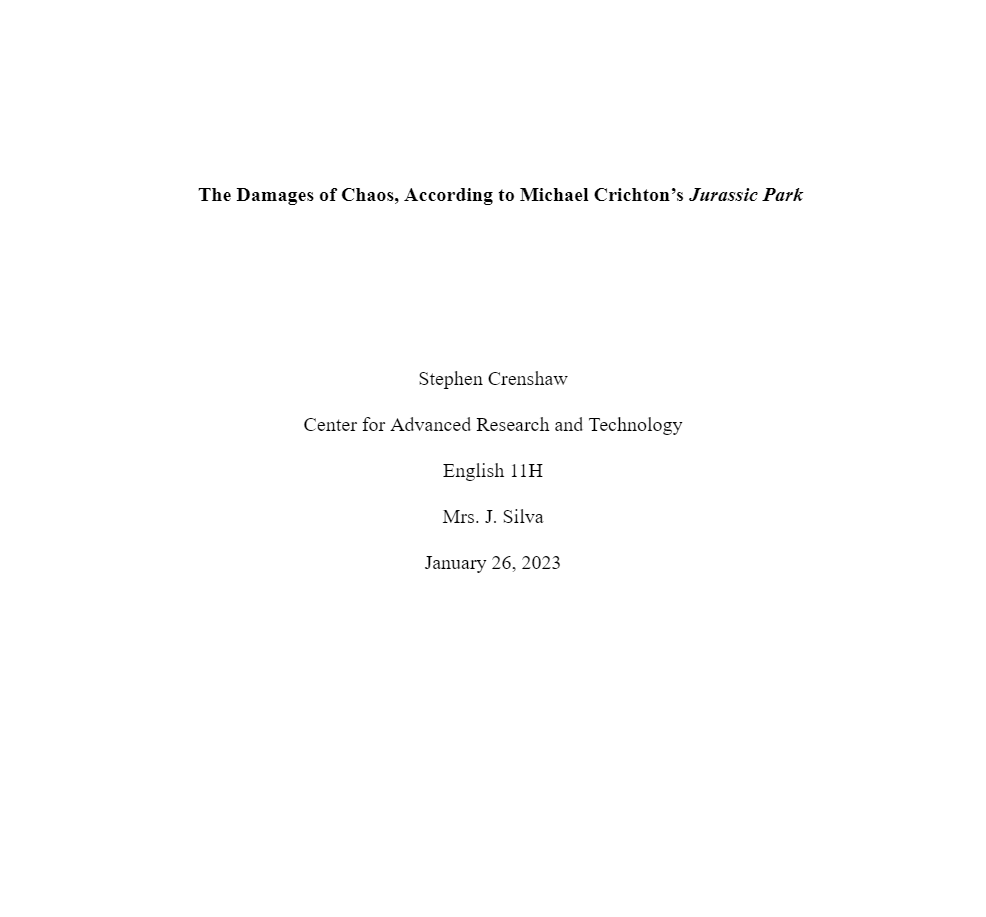 The Damages of Chaos, According to Michael Crichton’s Jurassic Park
Stephen Crenshaw
Center for Advanced Research and Technology
English 11H
Mrs. J. Silva
January 26, 2023